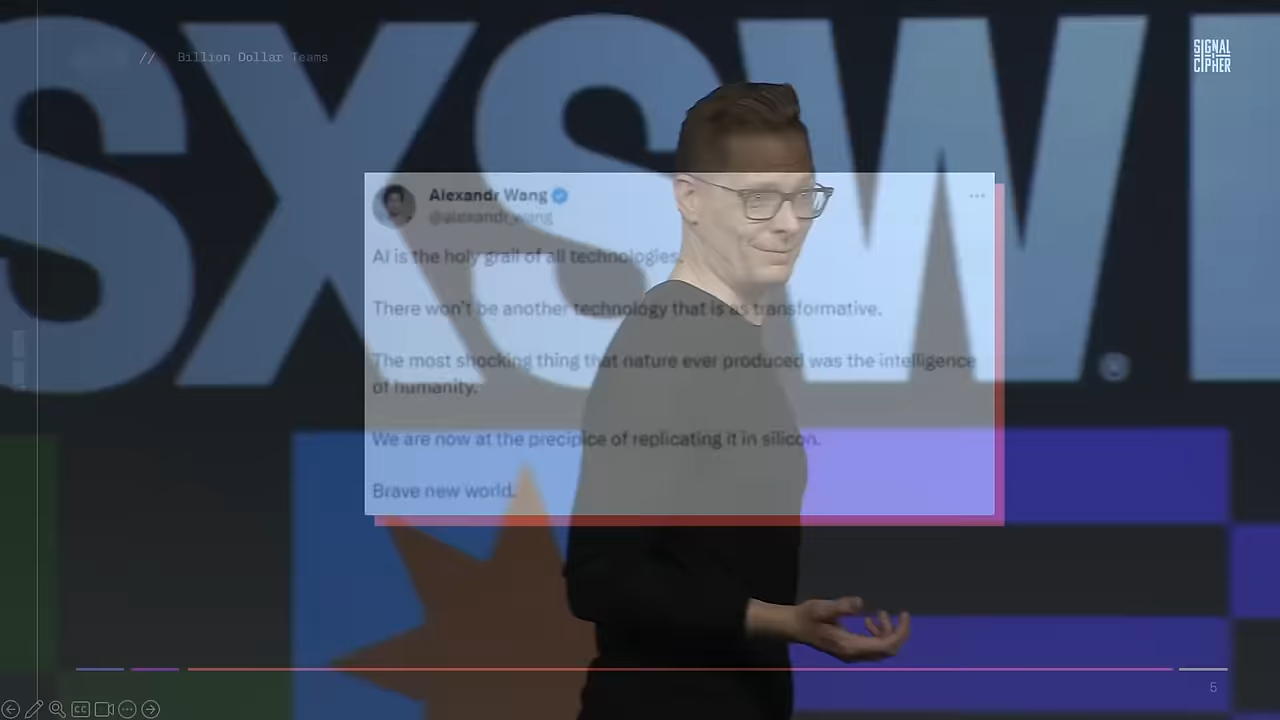 SXSW
// Billion Dollar Teams
SIGNAL
CIPHER
Alexandr Wang
@alexandr_wang
AI is the holy grail of all technologies.
There won't be another technology that is as transformative.
The most shocking thing that nature ever produced was the intelligence
of humanity.
We are now at the precipice of replicating it in silicon.
Brave new world.
5
CC